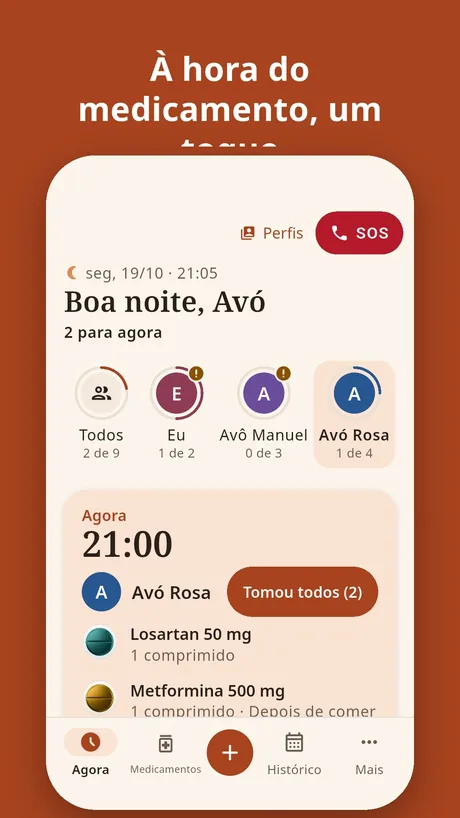 À hora do
medicamento, um
Perfis
SOS
seg, 19/10 · 21:05
Boa noite, Avó
2 para agora
E
A
A
Todos
Eu
Avô Manuel
Avó Rosa
2 de 9
1 de 2
0 de 3
1 de 4
Agora
21:00
A
Avó Rosa
Tomou todos (2)
Losartan 50 mg
1 comprimido
Metformina 500 mg
1 comprimido · Depois de comer
Agora
Medicamentos
Histórico
Mais